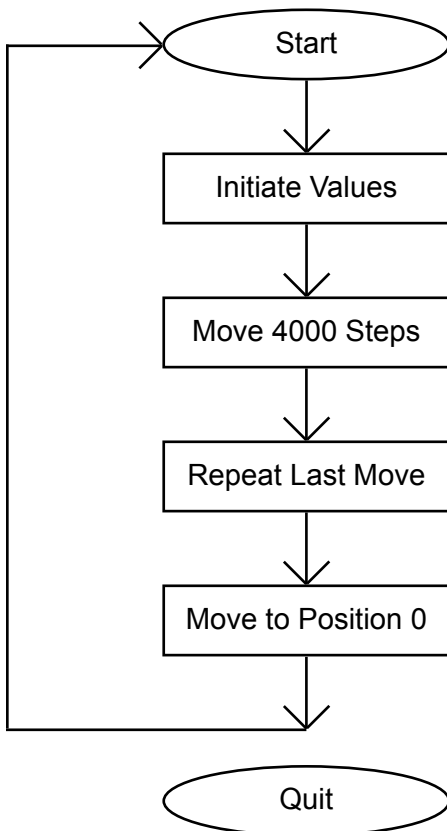 Start
Initiate Values
Move 4000 Steps
Repeat Last Move
Move to Position 0
Quit